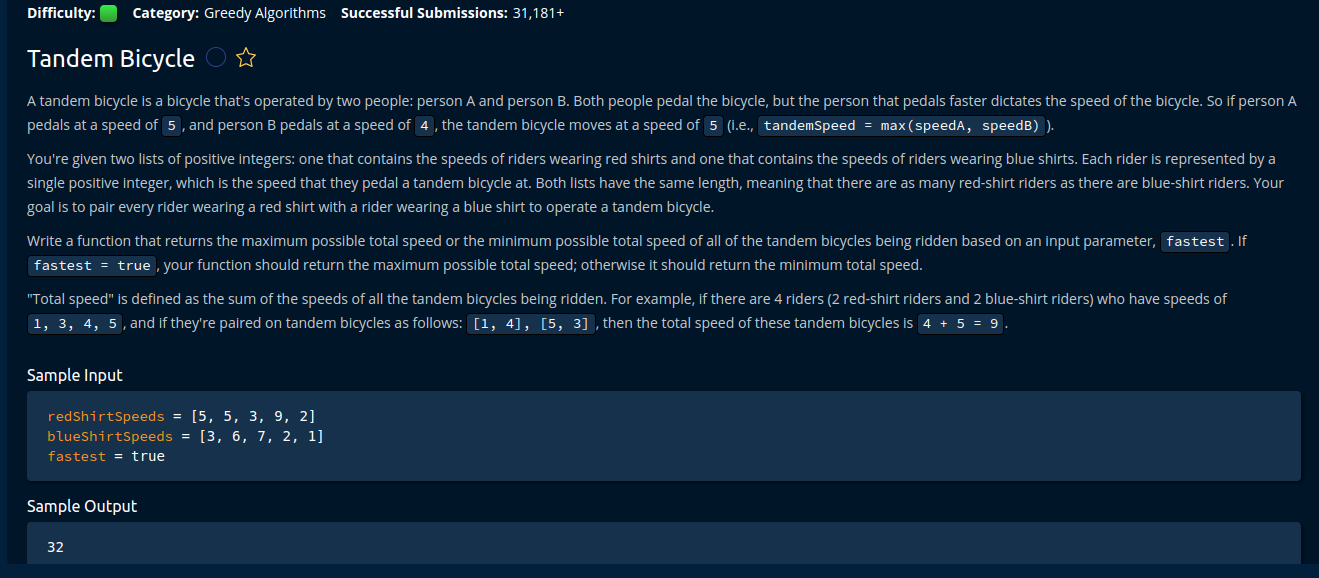 Difficulty: Category: Greedy Algorithms Successful Submissions: 31,181+
Tandem Bicycle
A tandem bicycle is a bicycle that's operated by two people: person A and person B. Both people pedal the bicycle, but the person that pedals faster dictates the speed of the bicycle. So if person A
pedals at a speed of 5, and person B pedals at a speed of 4, the tandem bicycle moves at a speed of 5 (i.e., tandemSpeed = max(speedA, speedB) ).
You're given two lists of positive integers: one that contains the speeds of riders wearing red shirts and one that contains the speeds of riders wearing blue shirts. Each rider is represented by a
single positive integer, which is the speed that they pedal a tandem bicycle at. Both lists have the same length, meaning that there are as many red-shirt riders as there are blue-shirt riders. Your
goal is to pair every rider wearing a red shirt with a rider wearing a blue shirt to operate a tandem bicycle.
Write a function that returns the maximum possible total speed or the minimum possible total speed of all of the tandem bicycles being ridden based on an input parameter, fastest. If
fastest = true, your function should return the maximum possible total speed; otherwise it should return the minimum total speed.
"Total speed" is defined as the sum of the speeds of all the tandem bicycles being ridden. For example, if there are 4 riders (2 red-shirt riders and 2 blue-shirt riders) who have speeds of
1, 3, 4, 5, and if they're paired on tandem bicycles as follows: [1, 4], [5, 3], then the total speed of these tandem bicycles is 4 + 5 = 9.
Sample Input
redShirtSpeeds = [5, 5, 3, 9, 2]
blueShirtSpeeds = [3, 6, 7, 2, 1]
fastest = true
Sample Output
32